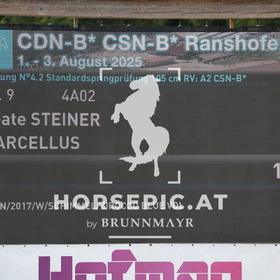 CDN-B* CSN-B* Ranshofe
1. - 3. August 2025
ung N°4.2 Standardspringprüfung 105 cm RV: A2 CSN-B*
. 9 4A02
ate STEINER
ARCELLUS
1
HORSEPIC.AT
by BRUNNMAYR